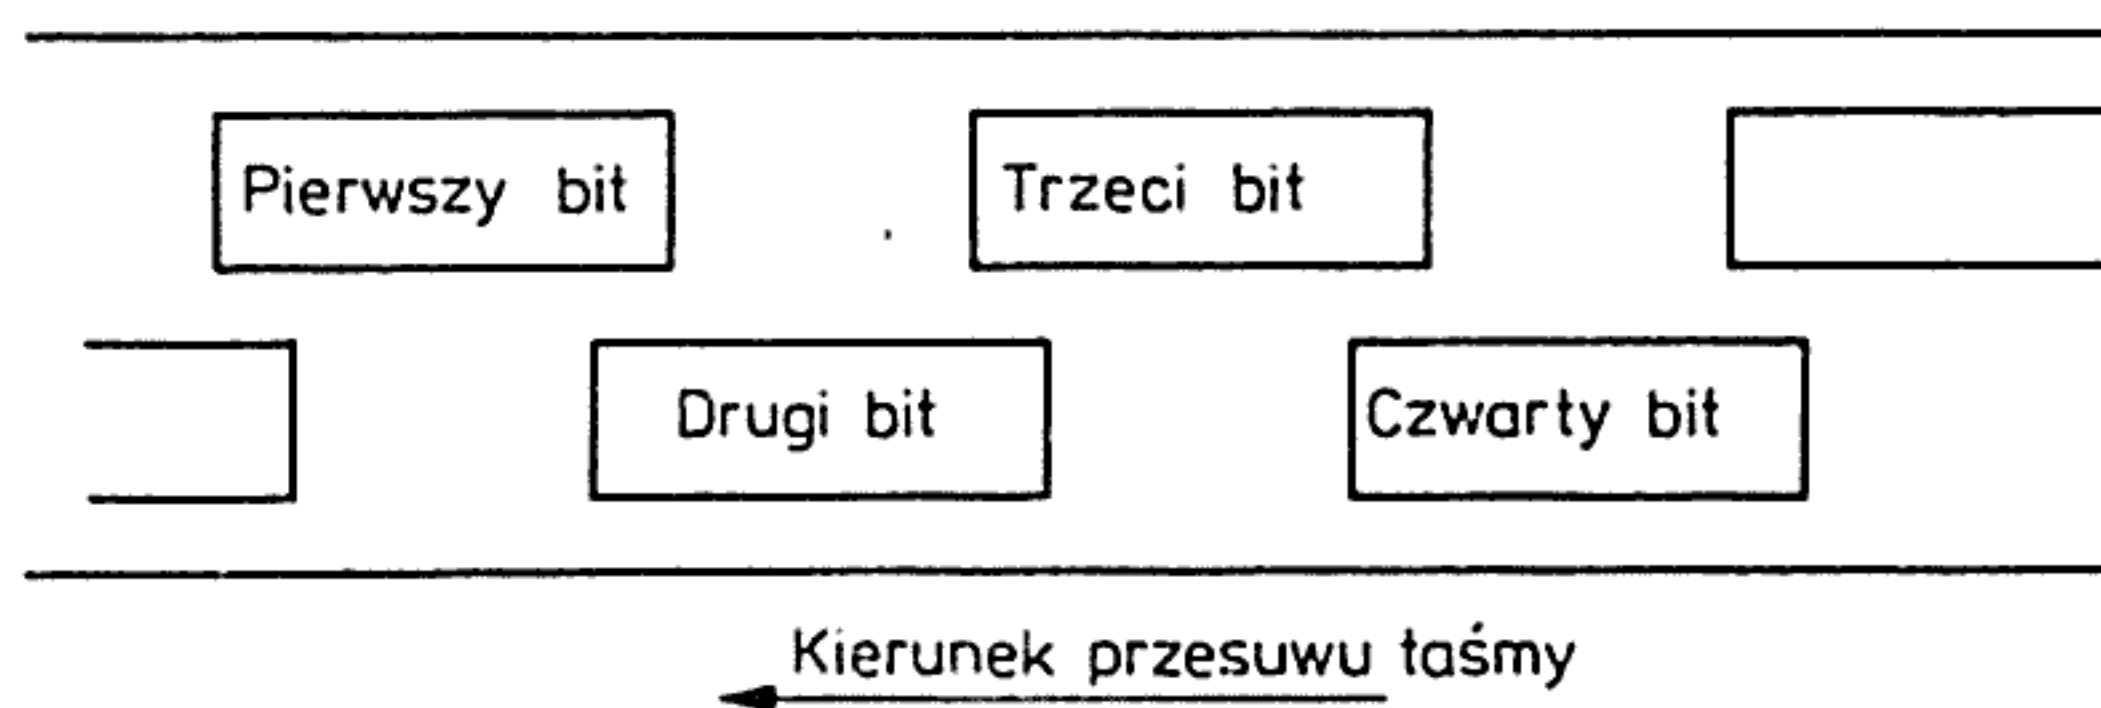 Pierwszy bit
Trzeci bit
Drugi bit
Czwarty bit
Kierunek przesuwu taśmy